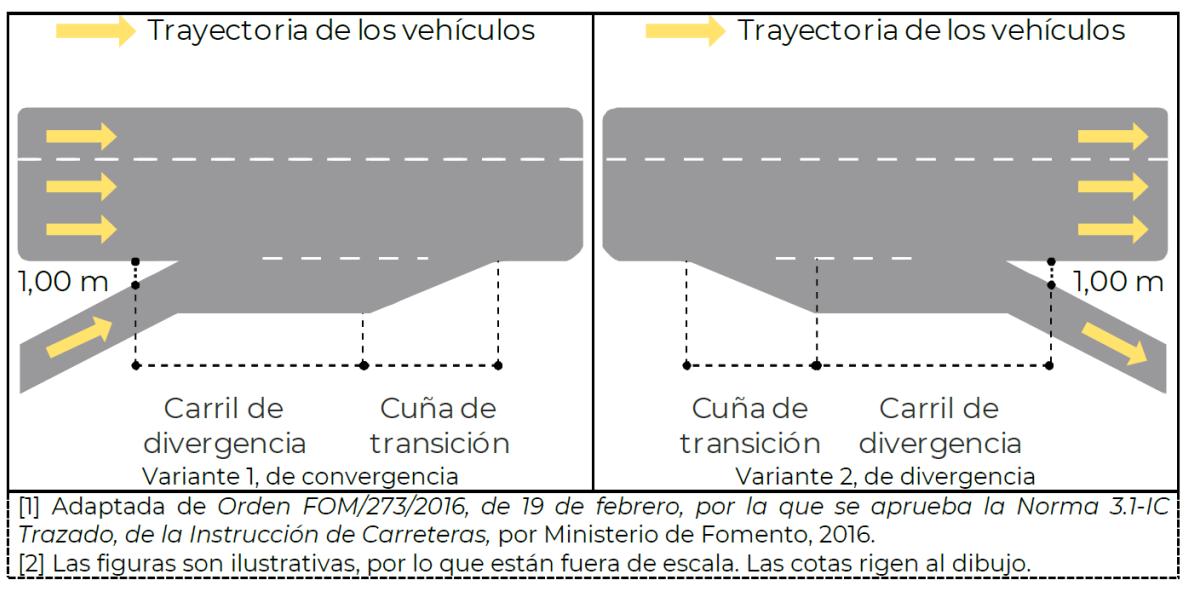 Trayectoria de los vehículos
1,00 m
Carril de
divergencia
Cuña de
transición
Variante 1, de convergencia
Trayectoria de los vehículos
1,00 m
Cuña de
transición
Carril de
divergencia
Variante 2, de divergencia
[1] Adaptada de Orden FOM/273/2016, de 19 de febrero, por la que se aprueba la Norma 3.1-IC
Trazado, de la Instrucción de Carreteras, por Ministerio de Fomento, 2016.
[2] Las figuras son ilustrativas, por lo que están fuera de escala. Las cotas rigen al dibujo.